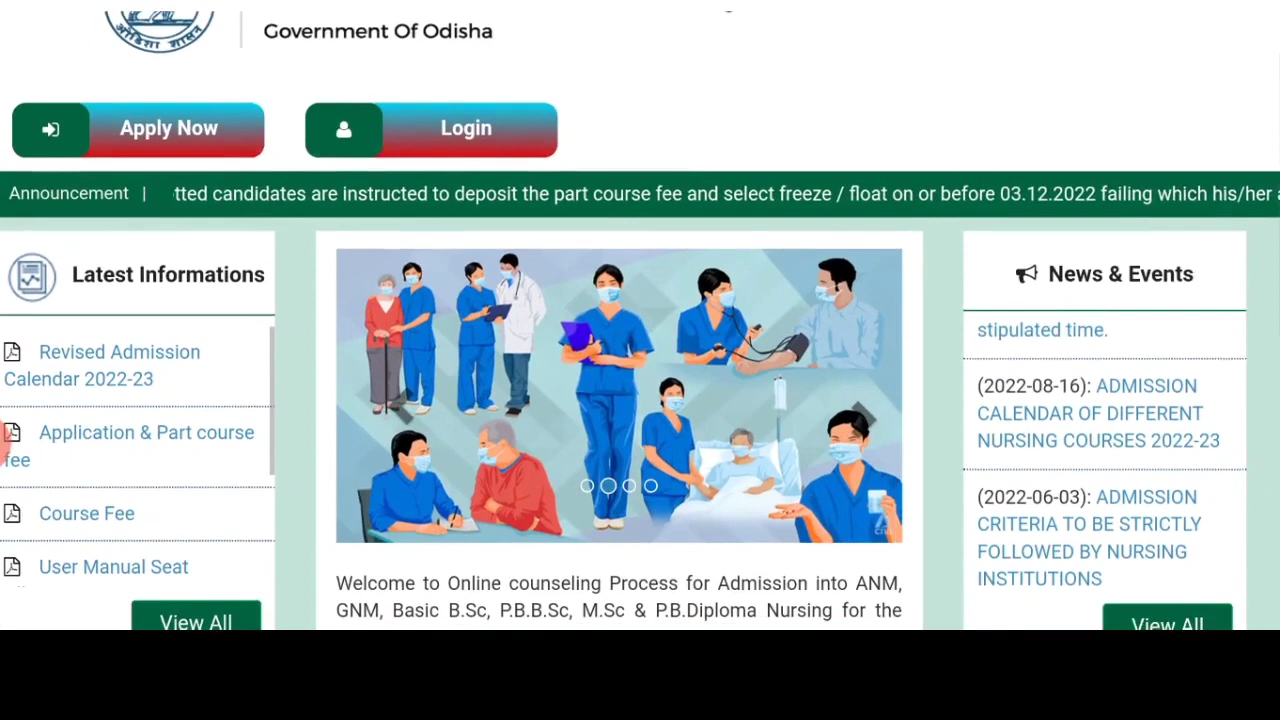 ଓଡ଼ିଶା ଶାସନ
Government Of Odisha
Apply Now
Login
Announcement |
tted candidates are instructed to deposit the part course fee and select freeze / float on or before 03.12.2022 failing which his/her a
Latest Informations
Revised Admission
Calendar 2022-23
Application & Part course
fee
Course Fee
User Manual Seat
View All
Welcome to Online counseling Process for Admission into ANM,
GNM, Basic B.Sc, P.B.B.Sc, M.Sc & P.B.Diploma Nursing for the
News & Events
stipulated time.
(2022-08-16): ADMISSION
CALENDAR OF DIFFERENT
NURSING COURSES 2022-23
(2022-06-03): ADMISSION
CRITERIA TO BE STRICTLY
FOLLOWED BY NURSING
INSTITUTIONS
View All